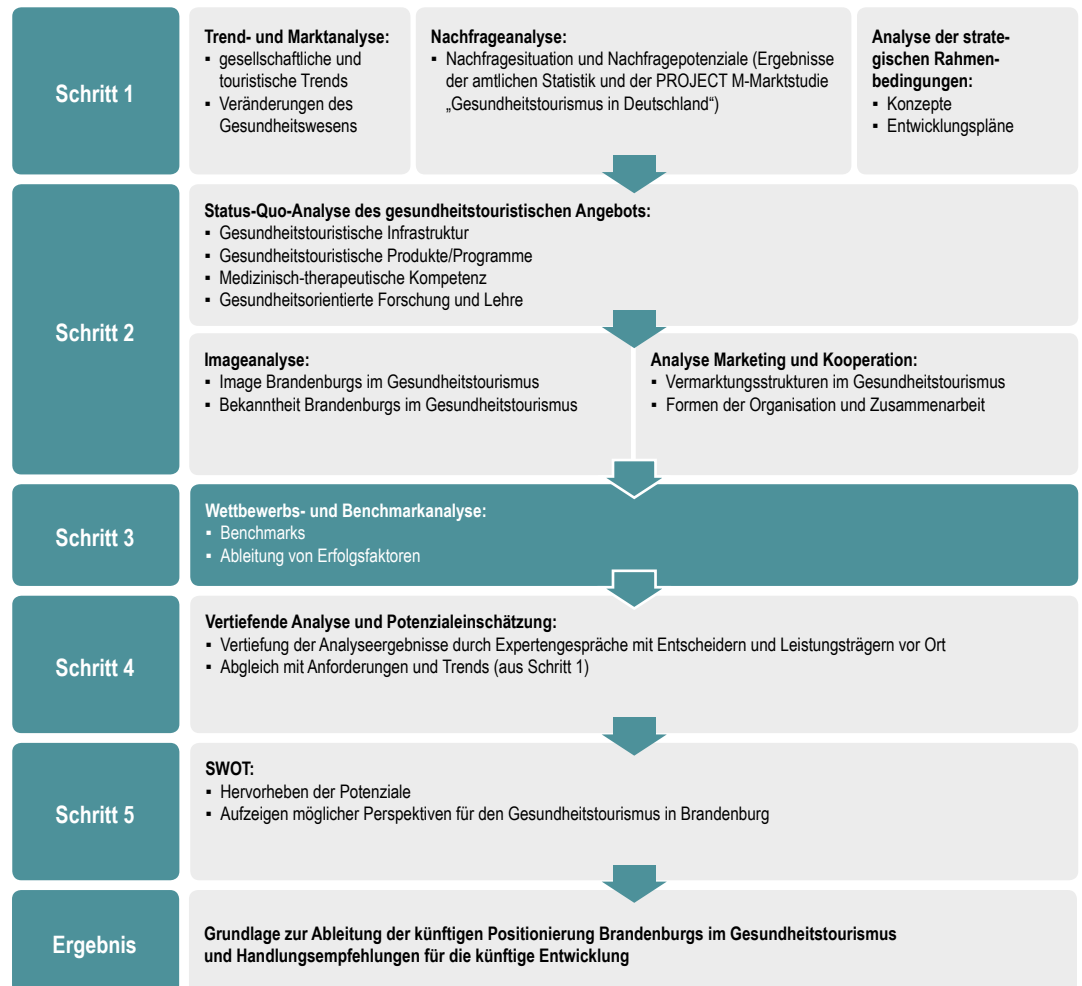 Schritt 1
Trend- und Marktanalyse:
▪ gesellschaftliche und
touristische Trends
▪ Veränderungen des
Gesundheitswesens
Nachfrageanalyse:
▪ Nachfragesituation und Nachfragepotenziale (Ergebnisse
der amtlichen Statistik und der PROJECT M-Marktstudie
„Gesundheitstourismus in Deutschland“)
Analyse der strate-
gischen Rahmen-
bedingungen:
▪ Konzepte
▪ Entwicklungspläne
Schritt 2
Status-Quo-Analyse des gesundheitstouristischen Angebots:
▪ Gesundheitstouristische Infrastruktur
▪ Gesundheitstouristische Produkte/Programme
▪ Medizinisch-therapeutische Kompetenz
▪ Gesundheitsorientierte Forschung und Lehre
Imageanalyse:
▪ Image Brandenburgs im Gesundheitstourismus
▪ Bekanntheit Brandenburgs im Gesundheitstourismus
Analyse Marketing und Kooperation:
▪ Vermarktungsstrukturen im Gesundheitstourismus
▪ Formen der Organisation und Zusammenarbeit
Schritt 3
Wettbewerbs- und Benchmarkanalyse:
▪ Benchmarks
▪ Ableitung von Erfolgsfaktoren
Schritt 4
Vertiefende Analyse und Potenzialeinschätzung:
▪ Vertiefung der Analyseergebnisse durch Expertengespräche mit Entscheidern und Leistungsträgern vor Ort
▪ Abgleich mit Anforderungen und Trends (aus Schritt 1)
Schritt 5
SWOT:
▪ Hervorheben der Potenziale
▪ Aufzeigen möglicher Perspektiven für den Gesundheitstourismus in Brandenburg
Ergebnis
Grundlage zur Ableitung der künftigen Positionierung Brandenburgs im Gesundheitstourismus
und Handlungsempfehlungen für die künftige Entwicklung